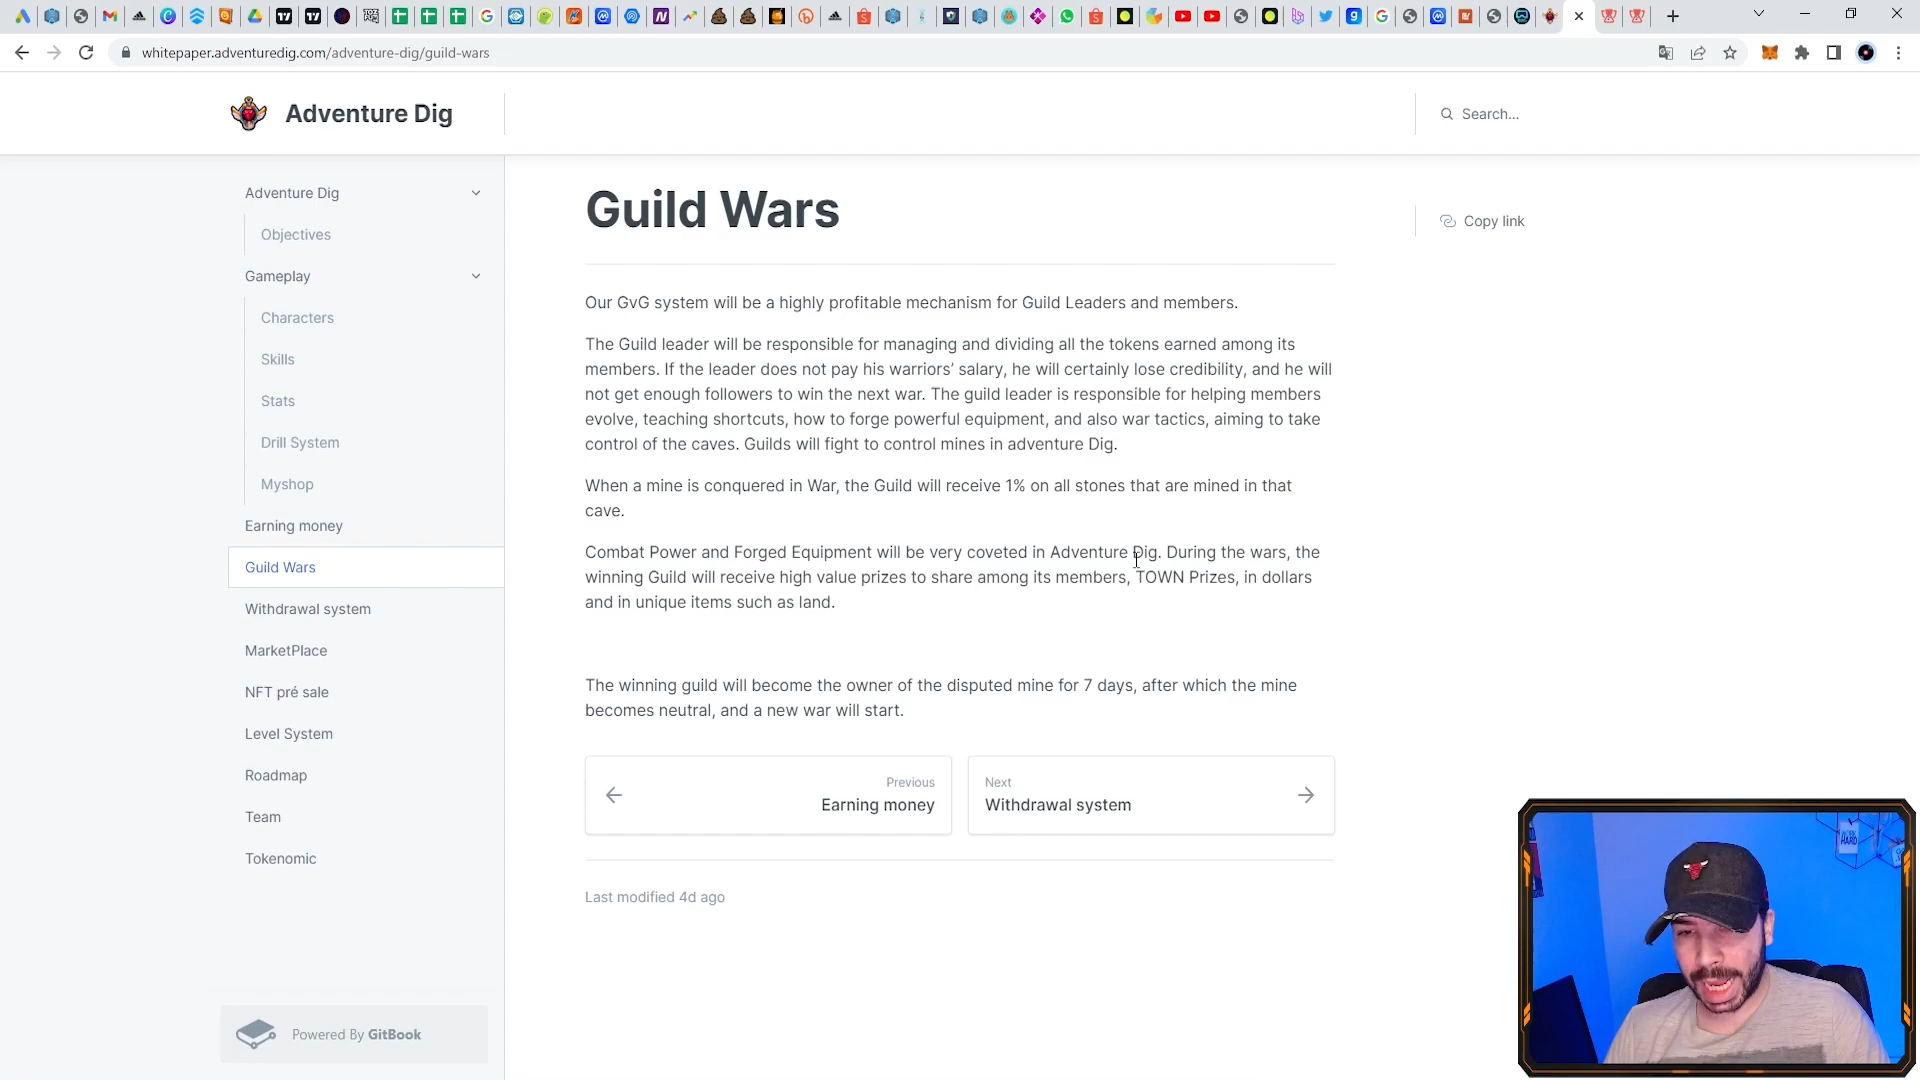 whitepaper.adventuredig.com/adventure-dig/guild-wars
Adventure Dig
Search...
Adventure Dig
Objectives
Gameplay
Characters
Skills
Stats
Drill System
Myshop
Earning money
Guild Wars
Withdrawal system
MarketPlace
NFT pré sale
Level System
Roadmap
Team
Tokenomic
Powered By GitBook
Guild Wars
Copy link
Our GvG system will be a highly profitable mechanism for Guild Leaders and members.
The Guild leader will be responsible for managing and dividing all the tokens earned among its
members. If the leader does not pay his warriors’ salary, he will certainly lose credibility, and he will
not get enough followers to win the next war. The guild leader is responsible for helping members
evolve, teaching shortcuts, how to forge powerful equipment, and also war tactics, aiming to take
control of the caves. Guilds will fight to control mines in adventure Dig.
When a mine is conquered in War, the Guild will receive 1% on all stones that are mined in that
cave.
Combat Power and Forged Equipment will be very coveted in Adventure Dig. During the wars, the
winning Guild will receive high value prizes to share among its members, TOWN Prizes, in dollars
and in unique items such as land.
The winning guild will become the owner of the disputed mine for 7 days, after which the mine
becomes neutral, and a new war will start.
Previous
Earning money
Next
Withdrawal system
Last modified 4d ago
HARD